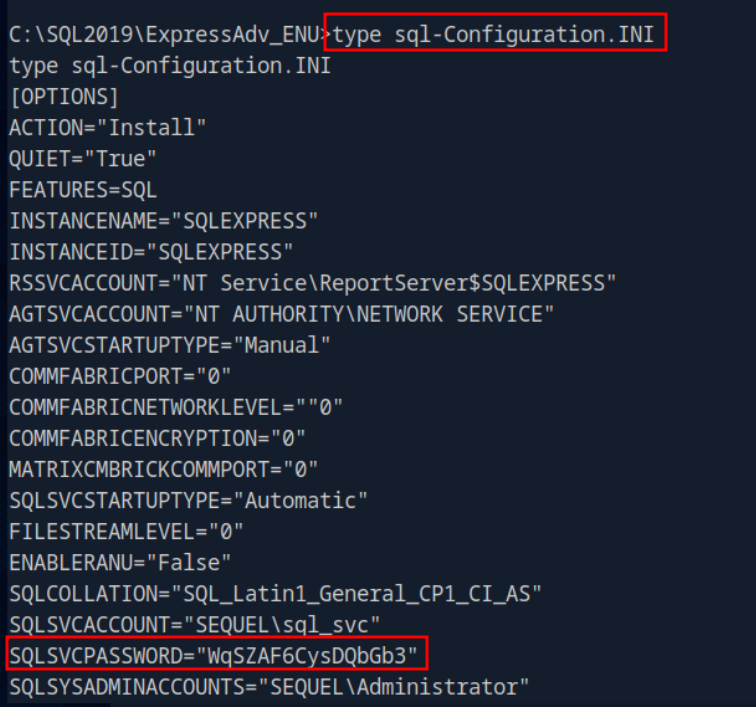 C:\SQL2019\ExpressAdv_ENU>type sql-Configuration.INI
type sql-Configuration.INI
[OPTIONS]
ACTION="Install"
QUIET="True"
FEATURES=SQL
INSTANCENAME="SQLEXPRESS"
INSTANCEID="SQLEXPRESS"
RSSVCACCOUNT="NT Service\ReportServer$SQLEXPRESS"
AGTSVCACCOUNT="NT AUTHORITY\NETWORK SERVICE"
AGTSVCSTARTUPTYPE="Manual"
COMMFABRICPORT="0"
COMMFABRICNETWORKLEVEL=""0"
COMMFABRICENCRYPTION="0"
MATRIXCMBRICKCOMMPORT="0"
SQLSVCSTARTUPTYPE="Automatic"
FILESTREAMLEVEL="0"
ENABLERANU="False"
SQLCOLLATION="SQL_Latin1_General_CP1_CI_AS"
SQLSVCACCOUNT="SEQUEL\sql_svc"
SQLSVCPASSWORD="WqSZAF6CysDQbGb3"
SQLSYSADMINACCOUNTS="SEQUEL\Administrator"